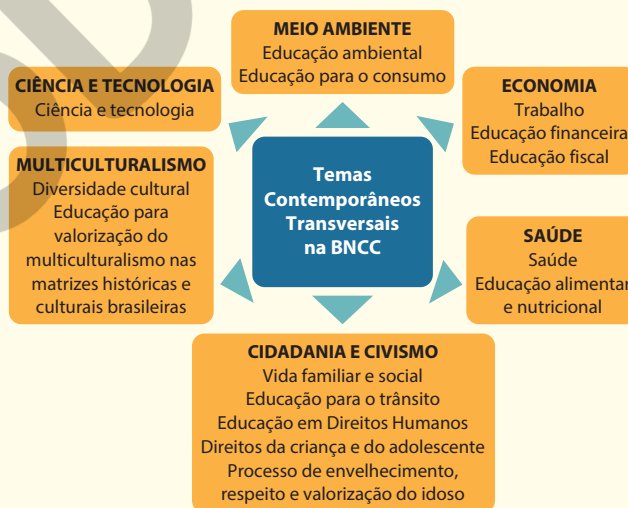 MEIO AMBIENTE
Educação ambiental
Educação para o consumo
CIÊNCIA E TECNOLOGIA
Ciência e tecnologia
ECONOMIA
Trabalho
Educação financeira
Educação fiscal
MULTICULTURALISMO
Diversidade cultural
Educação para
valorização do
multiculturalismo nas
matrizes históricas e
culturais brasileiras
Temas
Contemporâneos
Transversais
na BNCC
SAÚDE
Saúde
Educação alimentar
e nutricional
CIDADANIA E CIVISMO
Vida familiar e social
Educação para o trânsito
Educação em Direitos Humanos
Direitos da criança e do adolescente
Processo de envelhecimento,
respeito e valorização do idoso